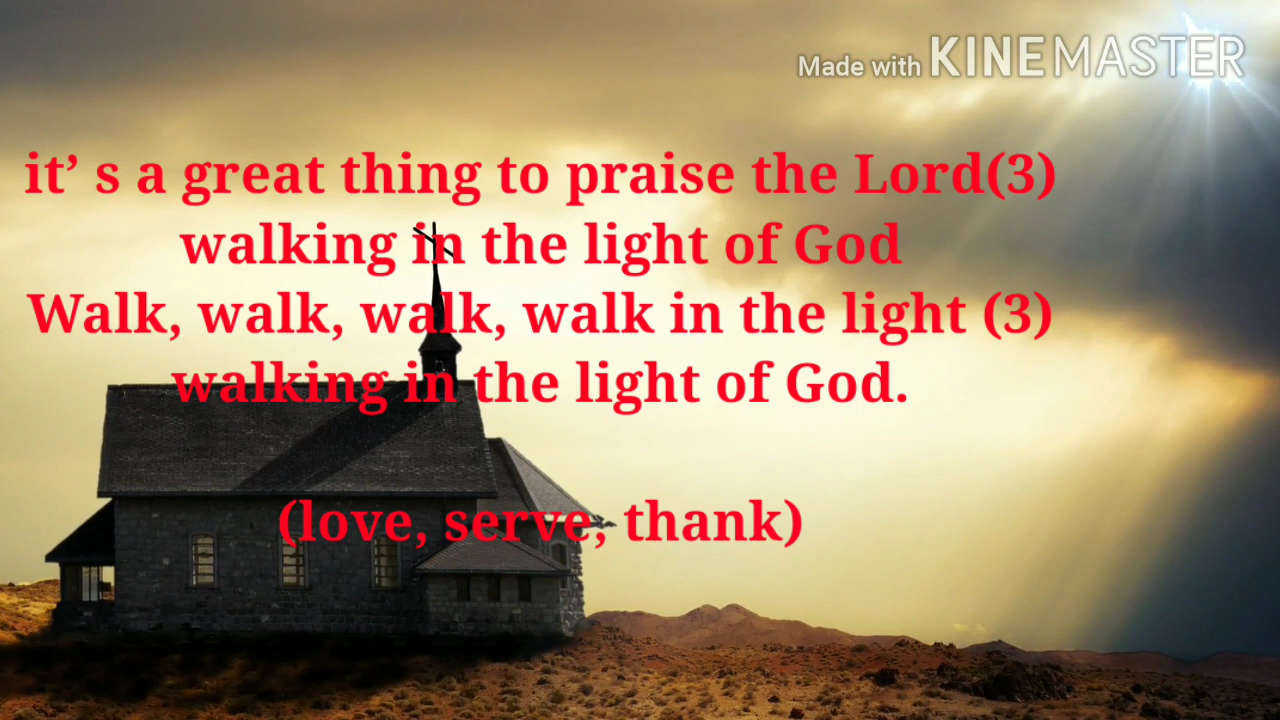 Made with KINEMASTER
it’ s a great thing to praise the Lord(3)
walking in the light of God
Walk, walk, walk, walk in the light (3)
walking in the light of God.
(love, serve, thank)